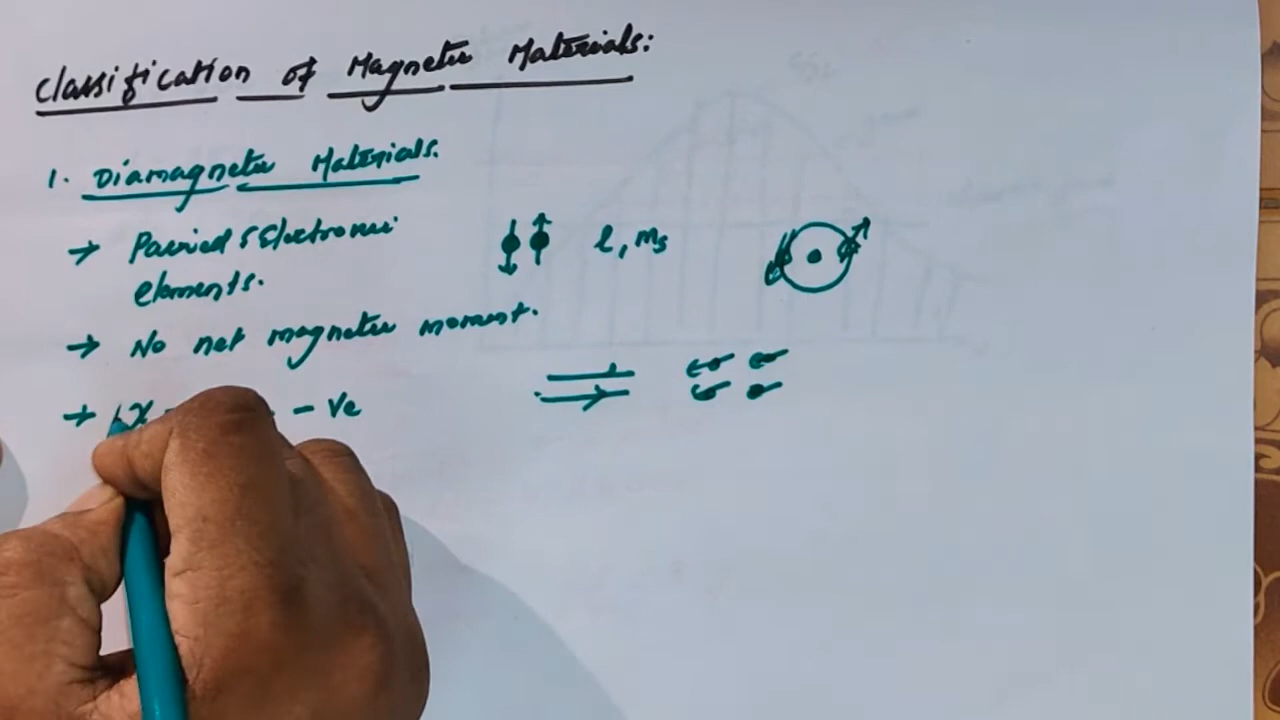 Classification of Magnetic Materials:
1. Diamagnetic Materials.
→ Paired Electronic
elements.
l, ms
→ No net magnetic moment.
→ χ - ve